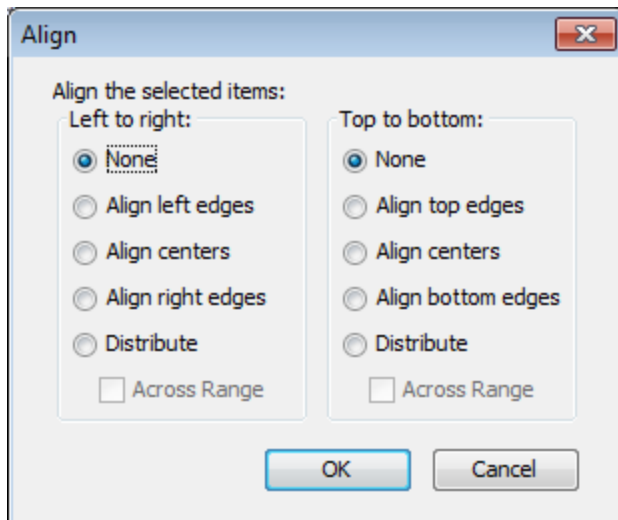 Align
Align the selected items:
Left to right:
None
Align left edges
Align centers
Align right edges
Distribute
Across Range
Top to bottom:
None
Align top edges
Align centers
Align bottom edges
Distribute
Across Range
OK
Cancel